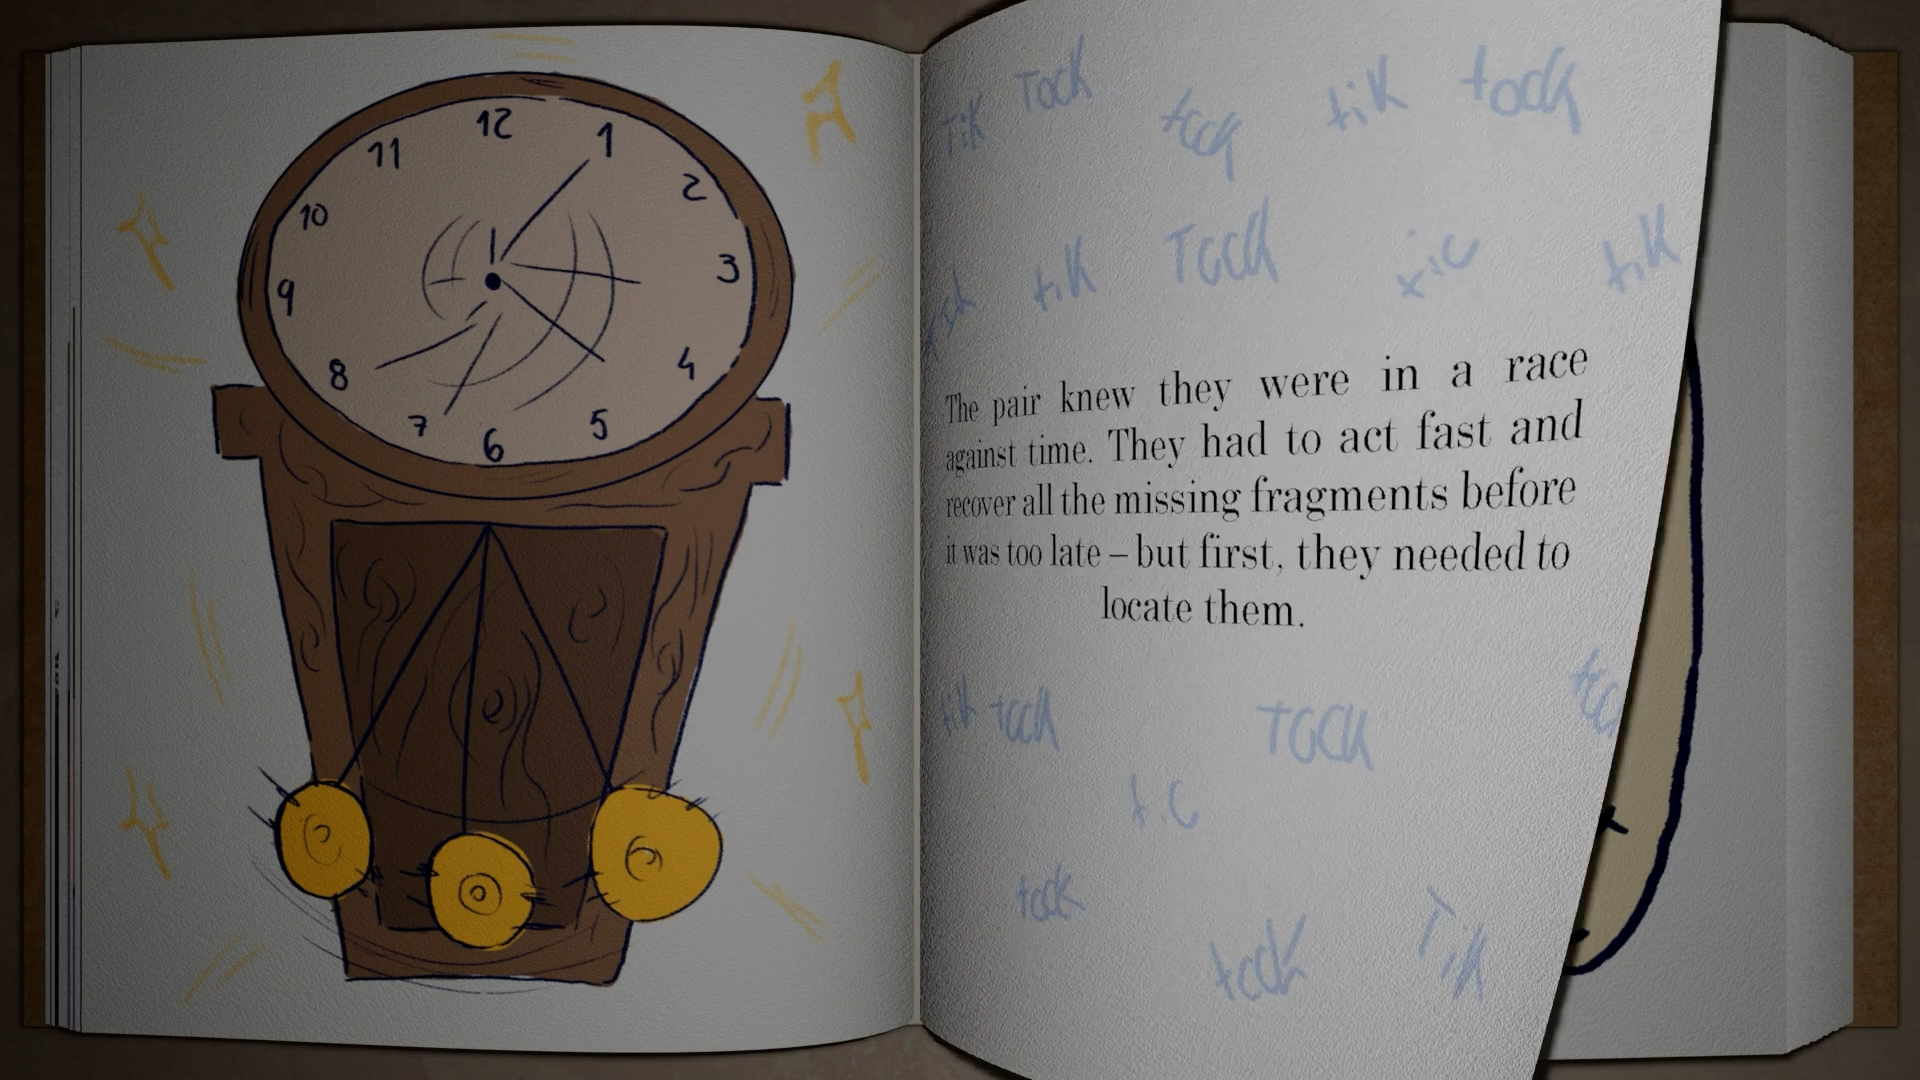 12
11
1
10
2
9
3
8
4
7
5
6
Tik Tock tock tik tock
tik Tock tic tik
The pair knew they were in a race
against time. They had to act fast and
recover all the missing fragments before
it was too late – but first, they needed to
locate them.
tik tock Tock
tock
tock Tik